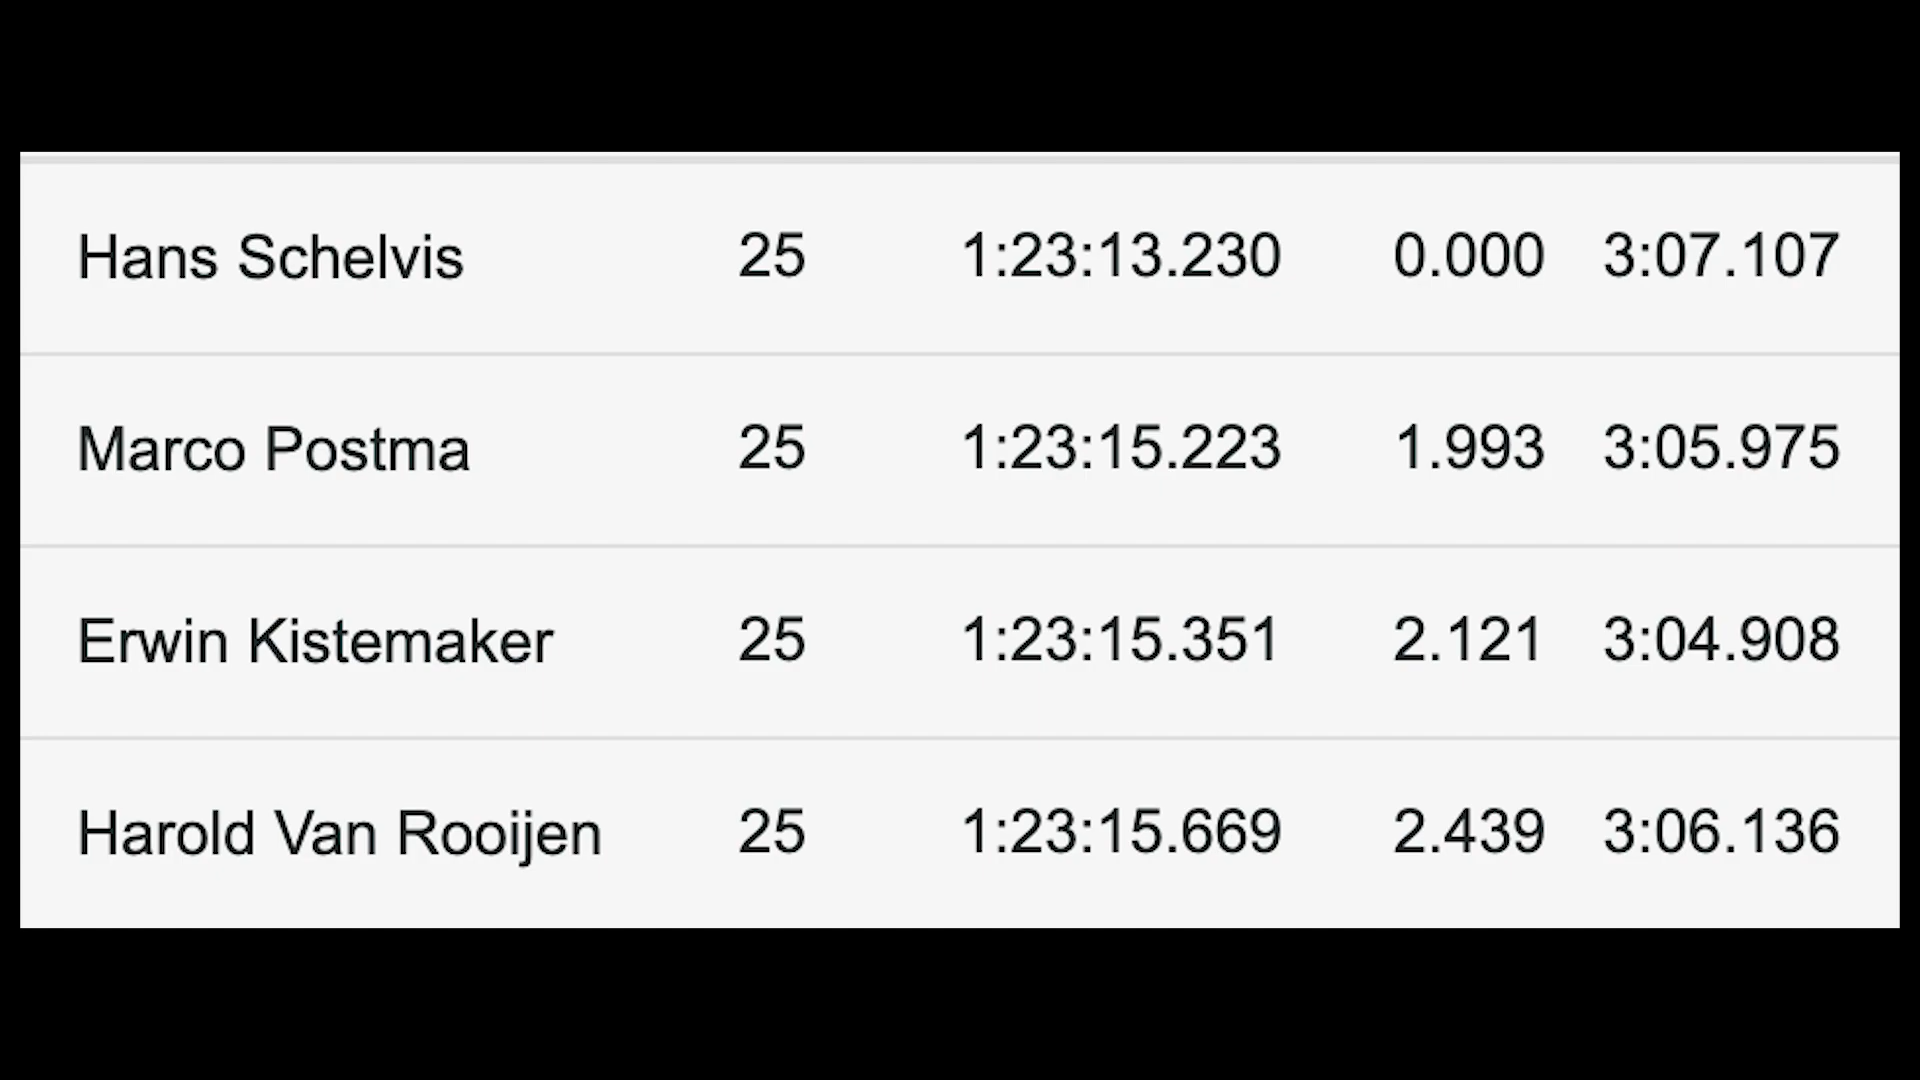 Hans Schelvis 25 1:23:13.230 0.000 3:07.107
Marco Postma 25 1:23:15.223 1.993 3:05.975
Erwin Kistemaker 25 1:23:15.351 2.121 3:04.908
Harold Van Rooijen 25 1:23:15.669 2.439 3:06.136